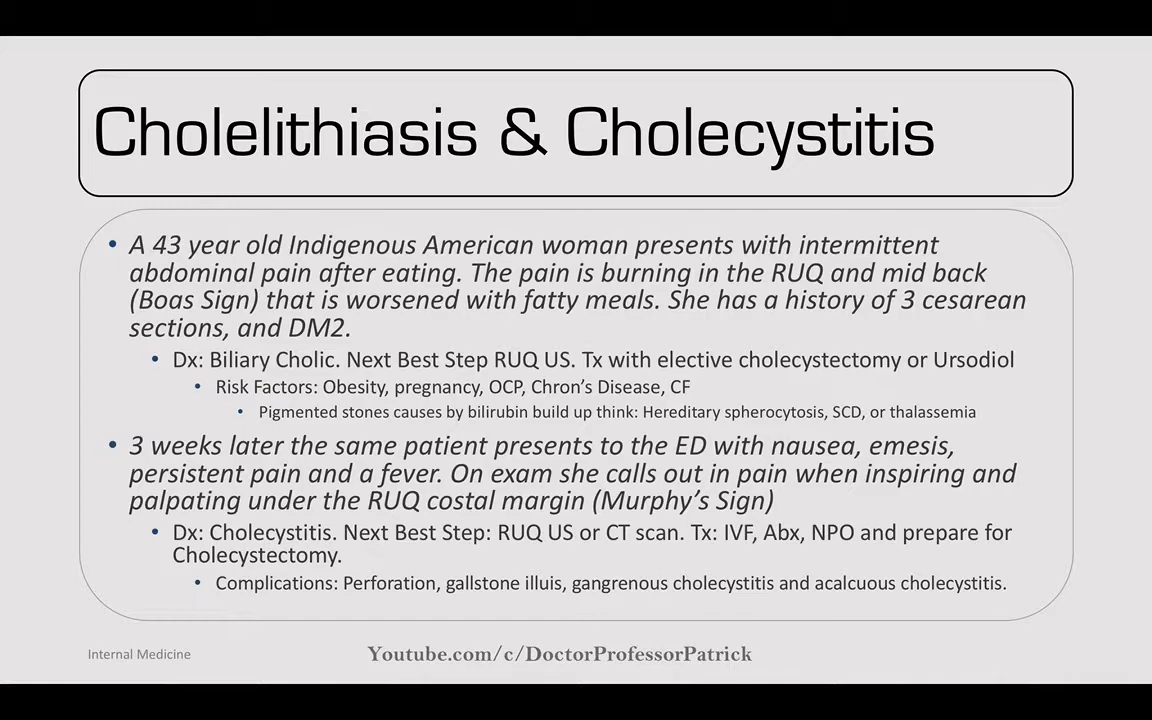 Cholelithiasis & Cholecystitis
• A 43 year old Indigenous American woman presents with intermittent
abdominal pain after eating. The pain is burning in the RUQ and mid back
(Boas Sign) that is worsened with fatty meals. She has a history of 3 cesarean
sections, and DM2.
• Dx: Biliary Cholic. Next Best Step RUQ US. Tx with elective cholecystectomy or Ursodiol
• Risk Factors: Obesity, pregnancy, OCP, Chron's Disease, CF
• Pigmented stones causes by bilirubin build up think: Hereditary spherocytosis, SCD, or thalassemia
• 3 weeks later the same patient presents to the ED with nausea, emesis,
persistent pain and a fever. On exam she calls out in pain when inspiring and
palpating under the RUQ costal margin (Murphy's Sign)
• Dx: Cholecystitis. Next Best Step: RUQ US or CT scan. Tx: IVF, Abx, NPO and prepare for
Cholecystectomy.
• Complications: Perforation, gallstone illuis, gangrenous cholecystitis and acalcuous cholecystitis.
Internal Medicine
Youtube.com/c/DoctorProfessorPatrick